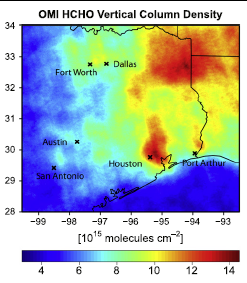 OMI HCHO Vertical Column Density
34
33
Fort Worth
Dallas
32
31
Austin
30
Houston
Port Arthur
San Antonio
29
28
−99 −98 −97 −96 −95 −94 −93
[10¹⁵ molecules cm⁻²]
4 6 8 10 12 14